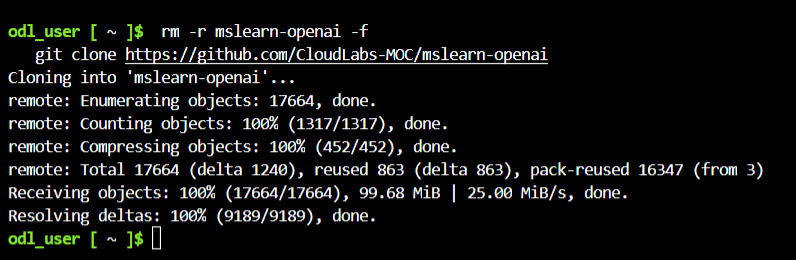 odl_user [ ~ ]$  rm -r mslearn-openai -f
   git clone https://github.com/CloudLabs-MOC/mslearn-openai
Cloning into 'mslearn-openai'...
remote: Enumerating objects: 17664, done.
remote: Counting objects: 100% (1317/1317), done.
remote: Compressing objects: 100% (452/452), done.
remote: Total 17664 (delta 1240), reused 863 (delta 863), pack-reused 16347 (from 3)
Receiving objects: 100% (17664/17664), 99.68 MiB | 25.00 MiB/s, done.
Resolving deltas: 100% (9189/9189), done.
odl_user [ ~ ]$